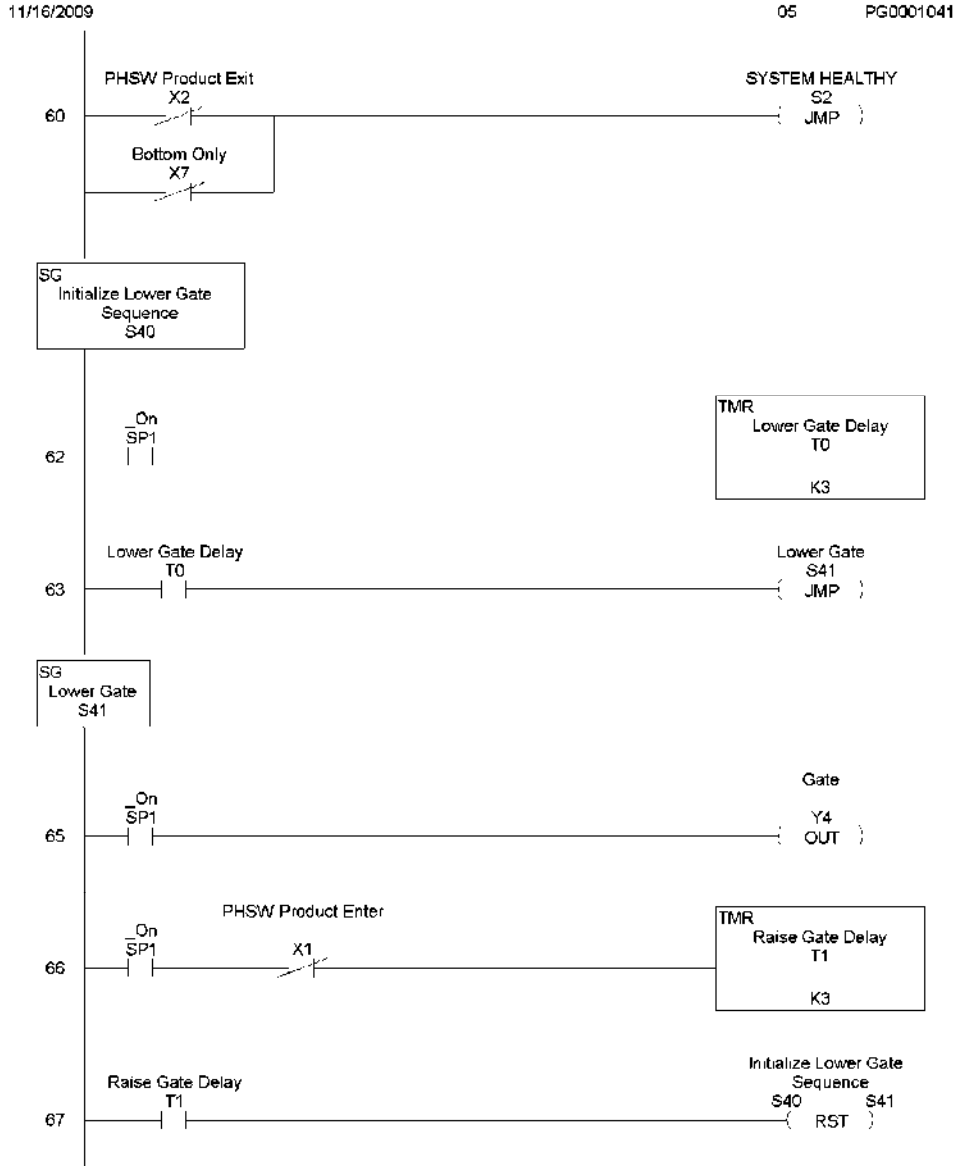 11/16/2009 05 PG0001041
PHSW Product Exit SYSTEM HEALTHY
X2 S2
60 JMP
Bottom Only
X7
SG
Initialize Lower Gate
Sequence
S40
TMR
_On Lower Gate Delay
SP1 T0
62
K3
Lower Gate Delay Lower Gate
T0 S41
63 JMP
SG
Lower Gate
S41
Gate
_On
SP1 Y4
65 OUT
PHSW Product Enter TMR
_On Raise Gate Delay
SP1 X1 T1
66
K3
Initialize Lower Gate
Raise Gate Delay Sequence
T1 S40 S41
67 RST